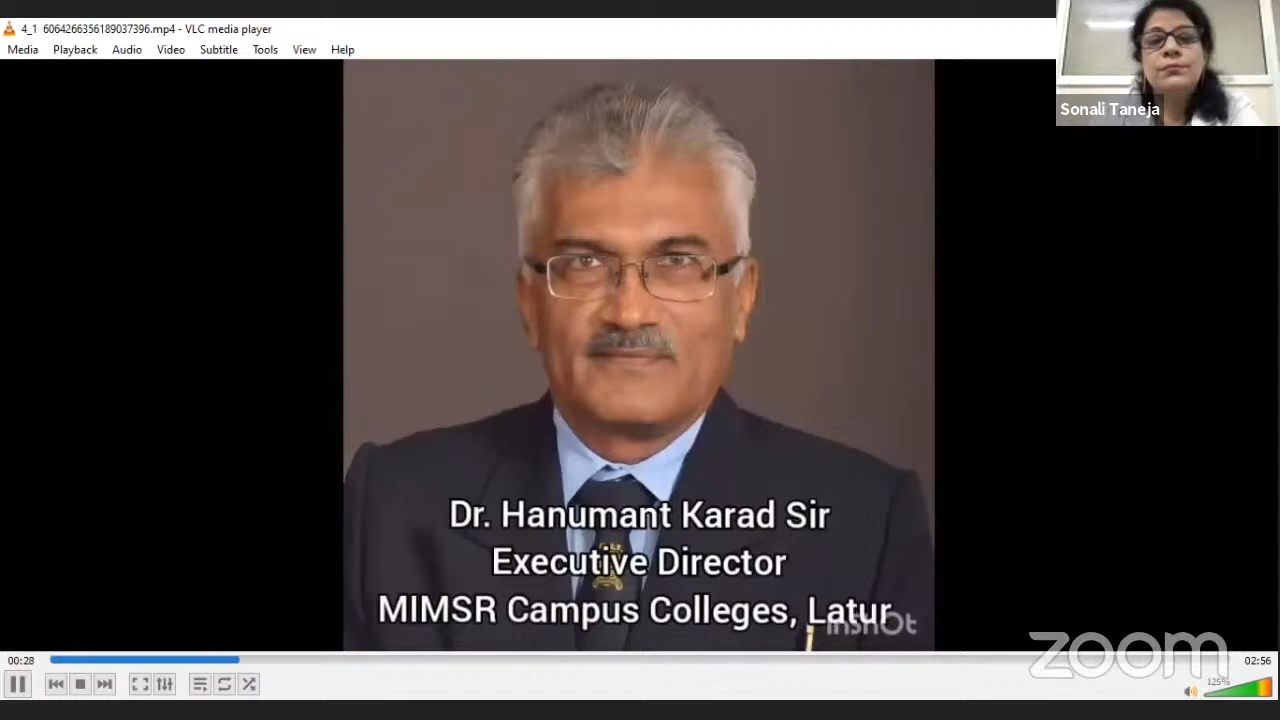 4_1 6064266356189037396.mp4 - VLC media player
Media Playback Audio Video Subtitle Tools View Help
Sonali Taneja
Dr. Hanumant Karad Sir
Executive Director
MIMSR Campus Colleges, Latur
InShOt
zoom
00:28
02:56
125%